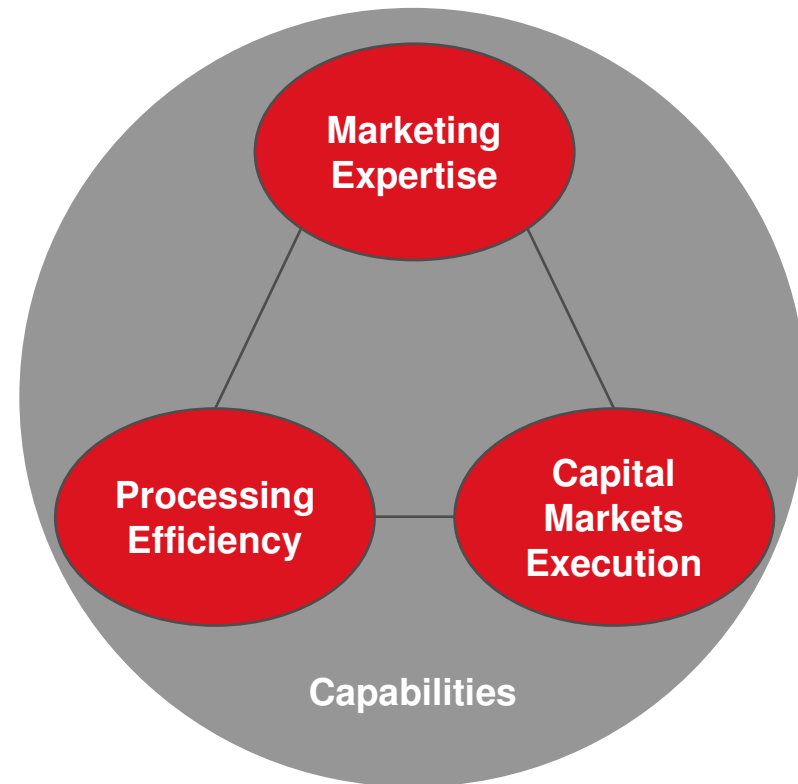 Marketing
Expertise
Processing
Efficiency
Capital
Markets
Execution
Capabilities